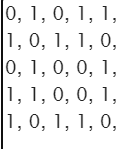 0, 1, 0, 1, 1,
1, 0, 1, 1, 0,
0, 1, 0, 0, 1,
1, 1, 0, 0, 1,
1, 0, 1, 1, 0,